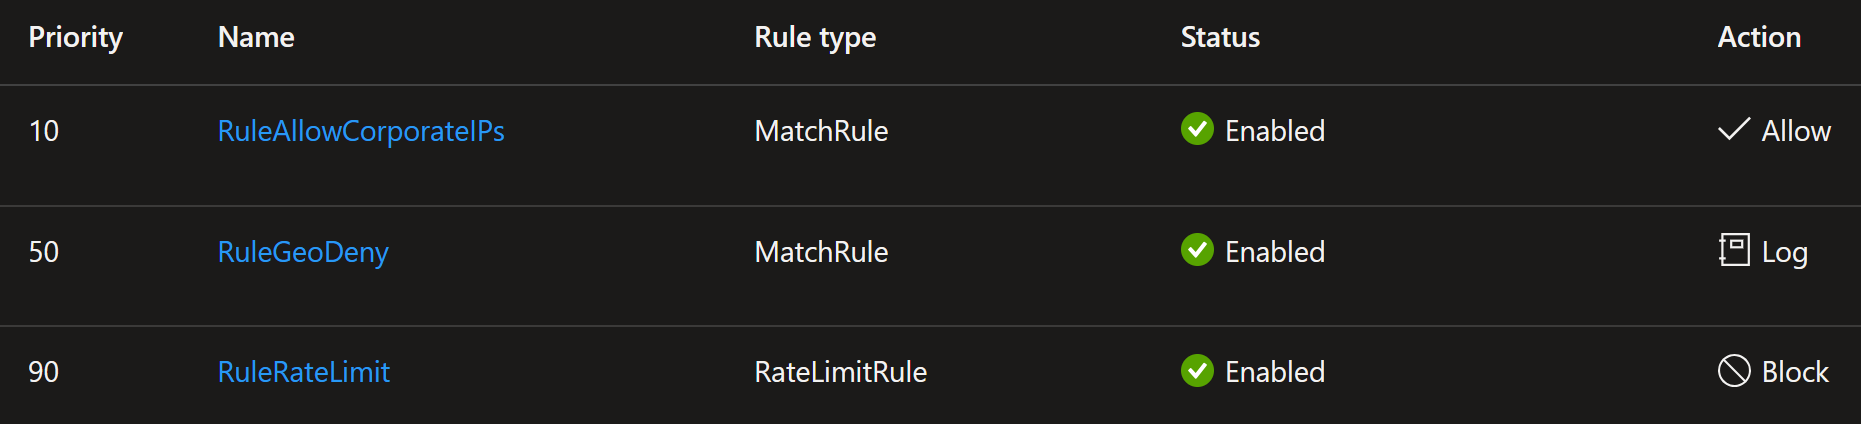 Priority Name Rule type Status Action
10 RuleAllowCorporateIPs MatchRule Enabled Allow
50 RuleGeoDeny MatchRule Enabled Log
90 RuleRateLimit RateLimitRule Enabled Block